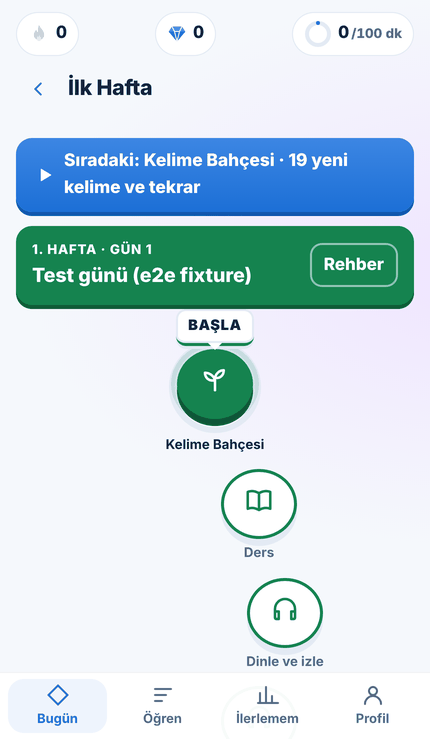 0
0
0/100 dk
İlk Hafta
Sıradaki: Kelime Bahçesi · 19 yeni
kelime ve tekrar
1. HAFTA · GÜN 1
Test günü (e2e fixture)
Rehber
BAŞLA
Kelime Bahçesi
Ders
Dinle ve izle
Bugün
Öğren
İlerlemem
Profil